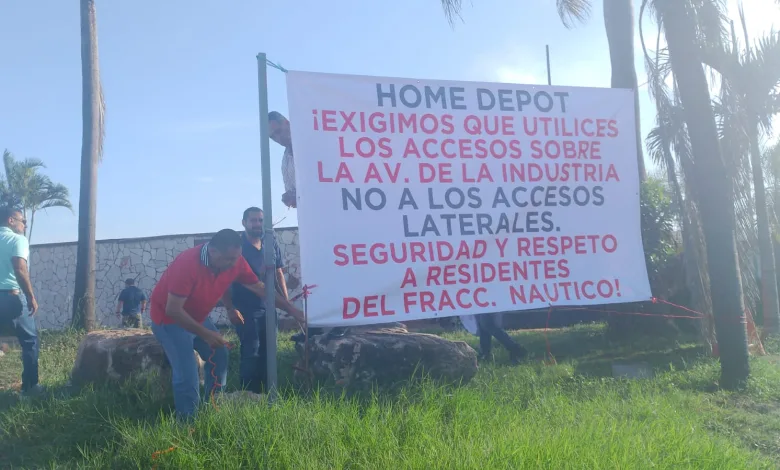 HOME DEPOT
¡EXIGIMOS QUE UTILICES
LOS ACCESOS SOBRE
LA AV. DE LA INDUSTRIA
NO A LOS ACCESOS
LATERALES.
SEGURIDAD Y RESPETO
A RESIDENTES
DEL FRACC. NAUTICO!